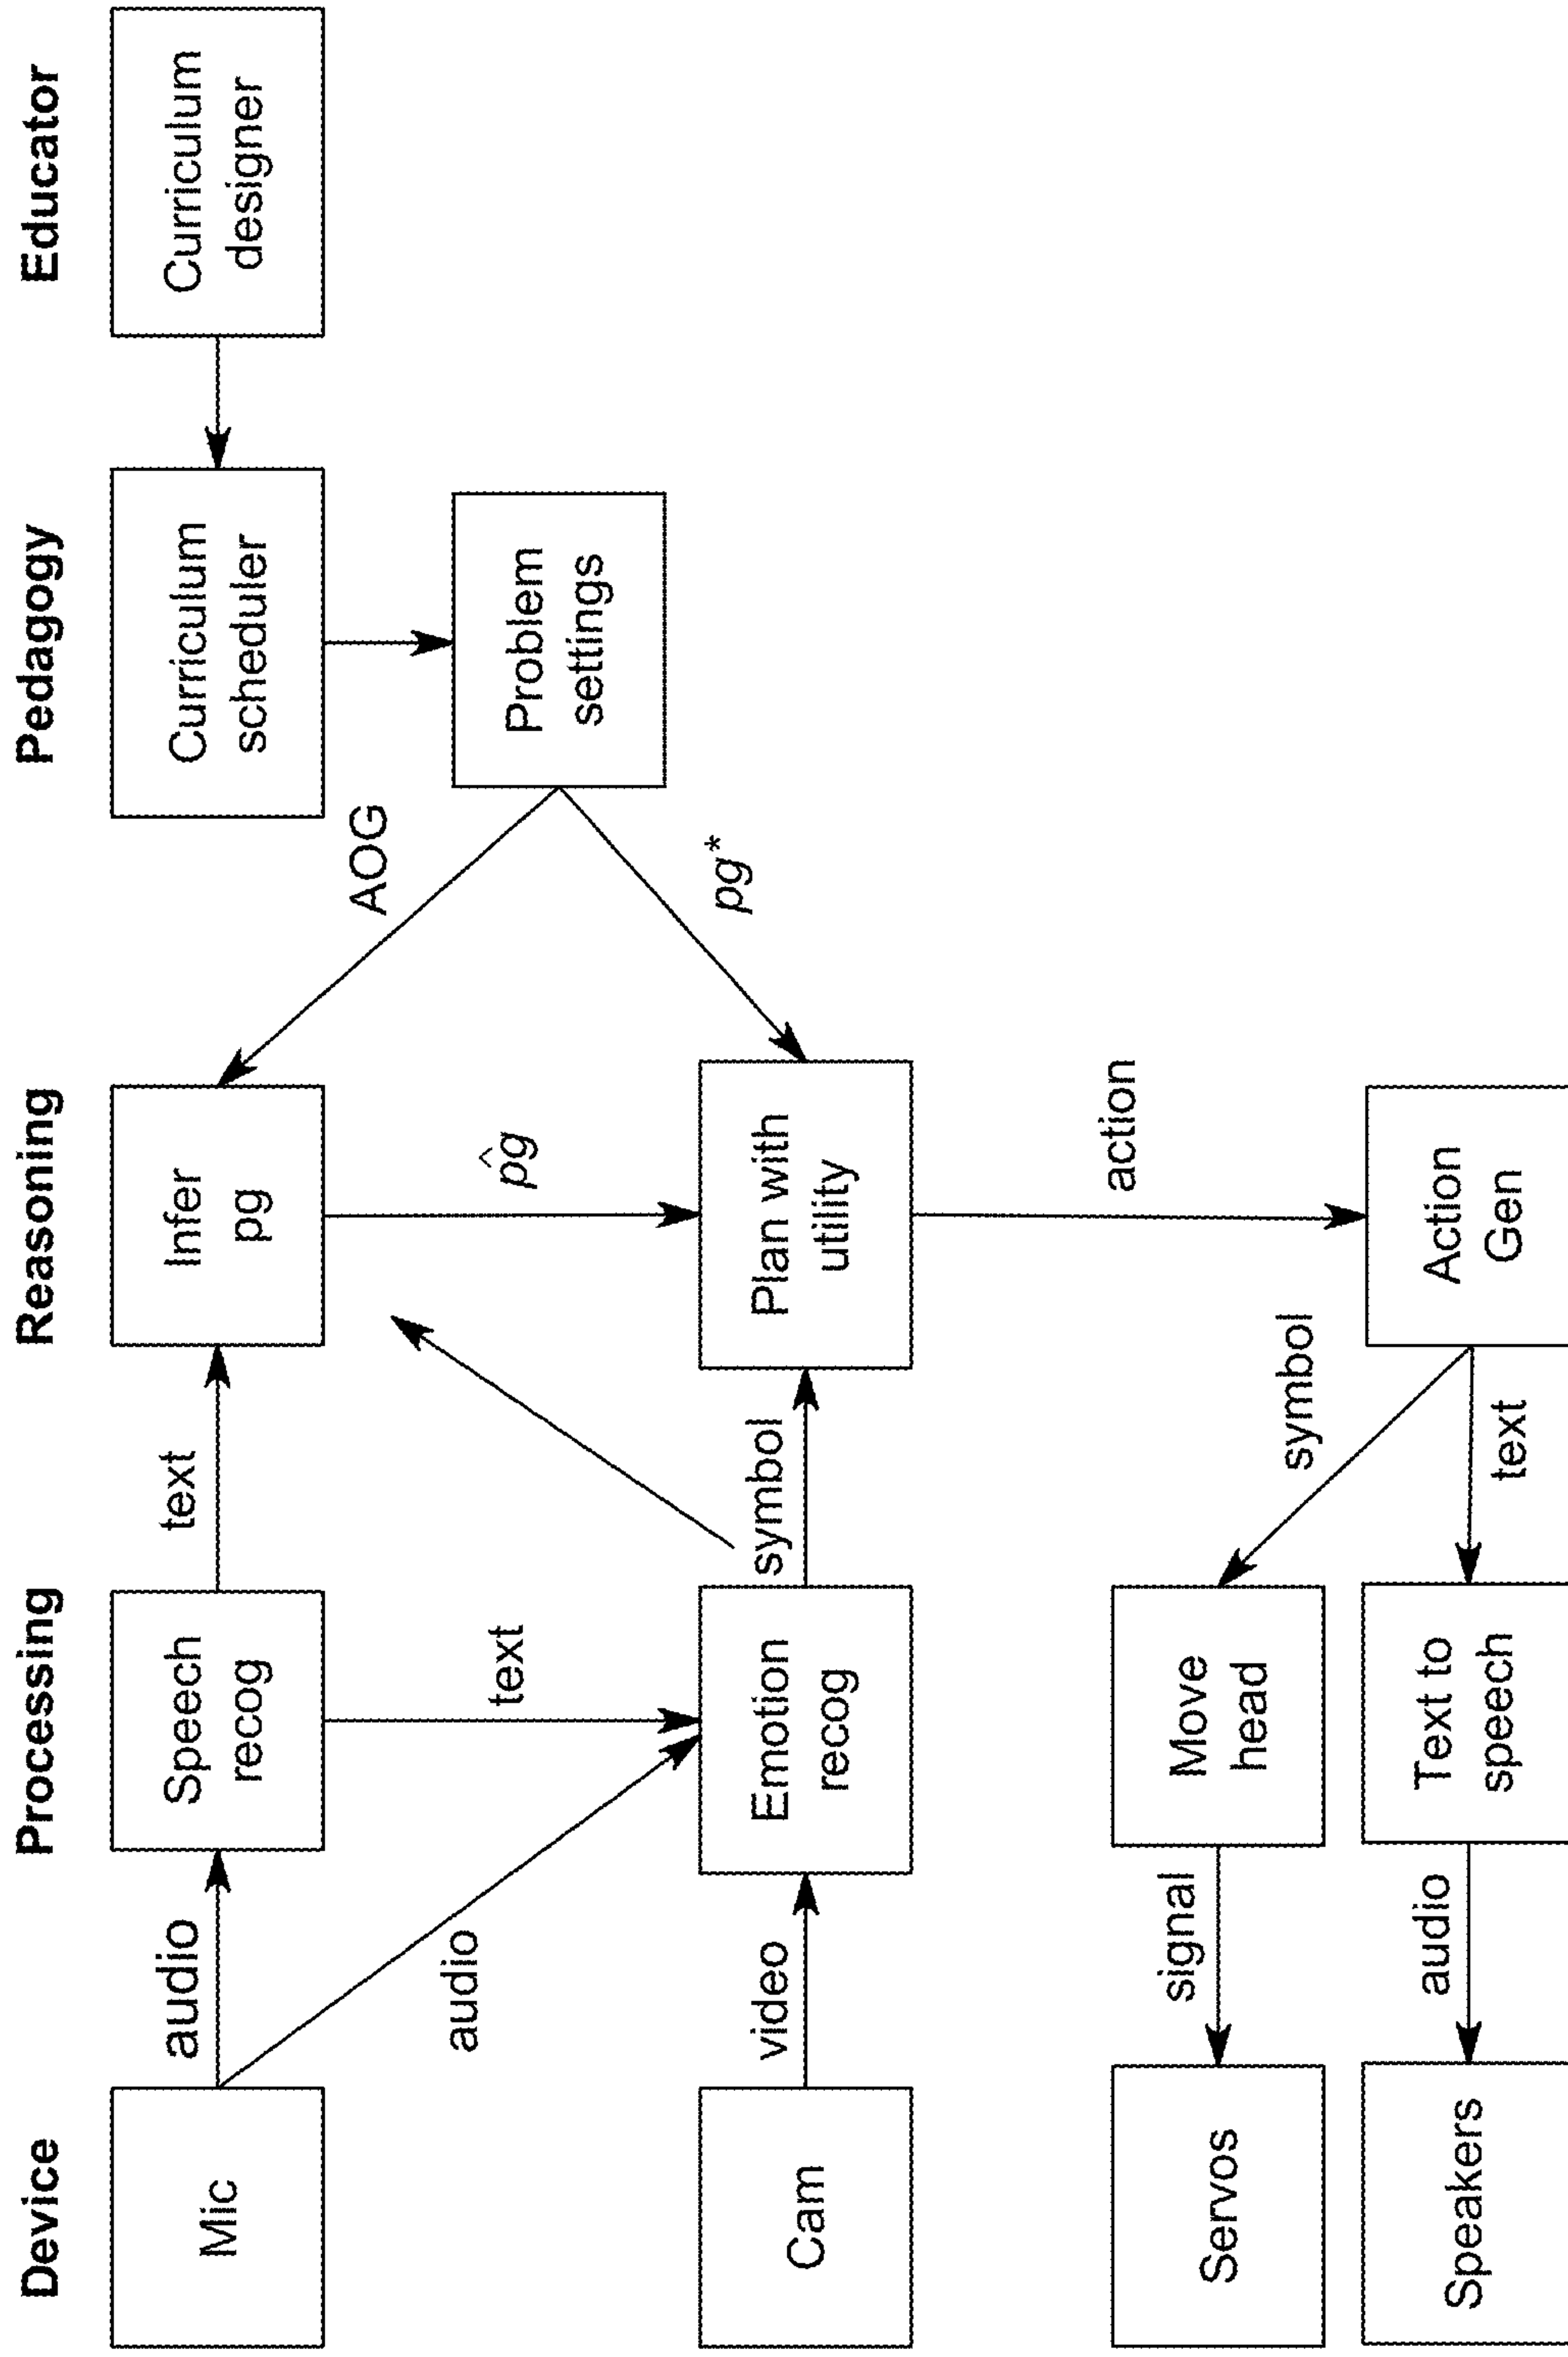 Device
Processing
Reasoning
Pedagogy
Educator
Mic
audio
Speech
recog
text
Infer
pg
AOG
Curriculum
scheduler
Curriculum
designer
audio
text
p̂g
Problem
settings
Cam
video
Emotion
recog
symbol
Plan with
utility
pg*
action
Servos
signal
Move
head
symbol
Speakers
audio
Text to
speech
text
Action
Gen